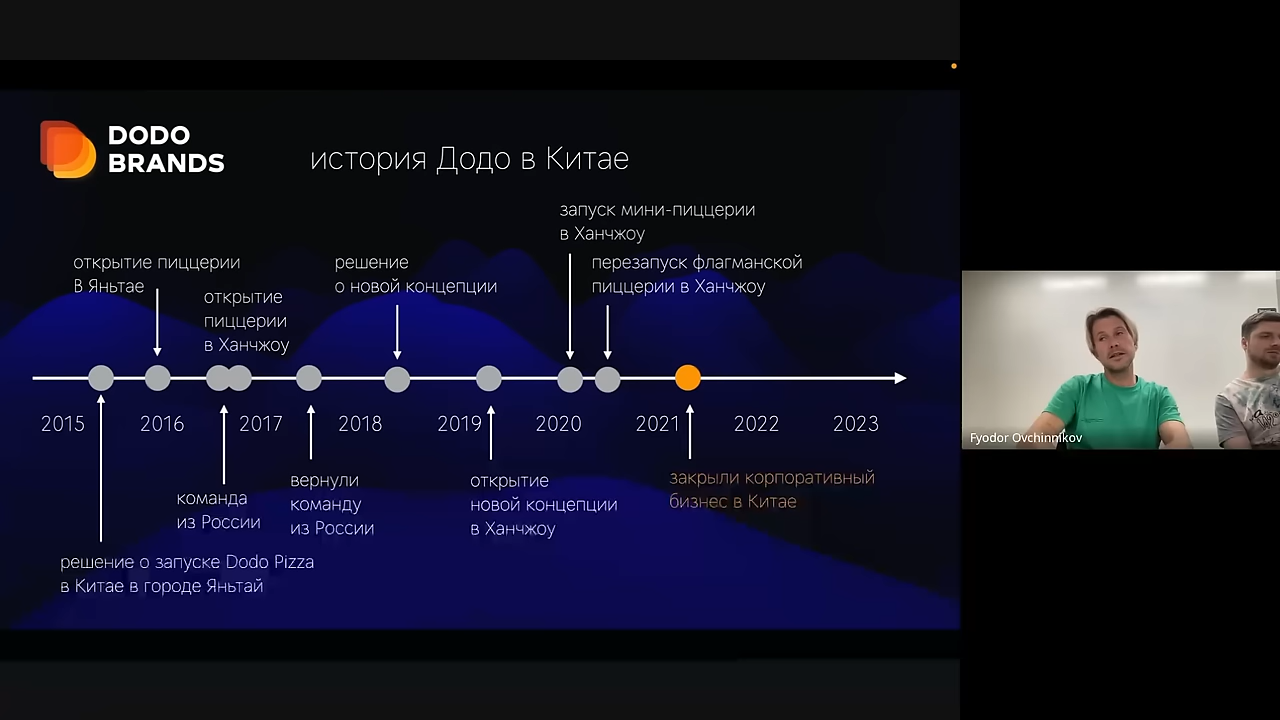 DODO
BRANDS
история Додо в Китае
запуск мини-пиццерии
в Ханчжоу
открытие пиццерии
В Яньтае
открытие
пиццерии
в Ханчжоу
решение
о новой концепции
перезапуск флагманской
пиццерии в Ханчжоу
2015 2016 2017 2018 2019 2020 2021 2022 2023
команда
из России
вернули
команду
из России
открытие
новой концепции
в Ханчжоу
закрыли корпоративный
бизнес в Китае
решение о запуске Dodo Pizza
в Китае в городе Яньтай
Fyodor Ovchinnikov